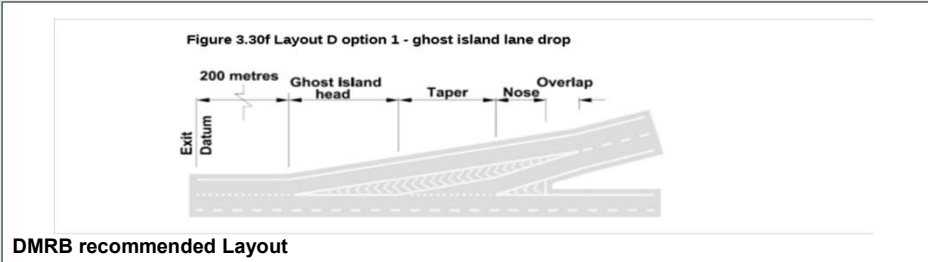 Figure 3.30f Layout D option 1 - ghost island lane drop
200 metres
Ghost Island
head
Taper
Nose
Overlap
Exit
Datum
DMRB recommended Layout